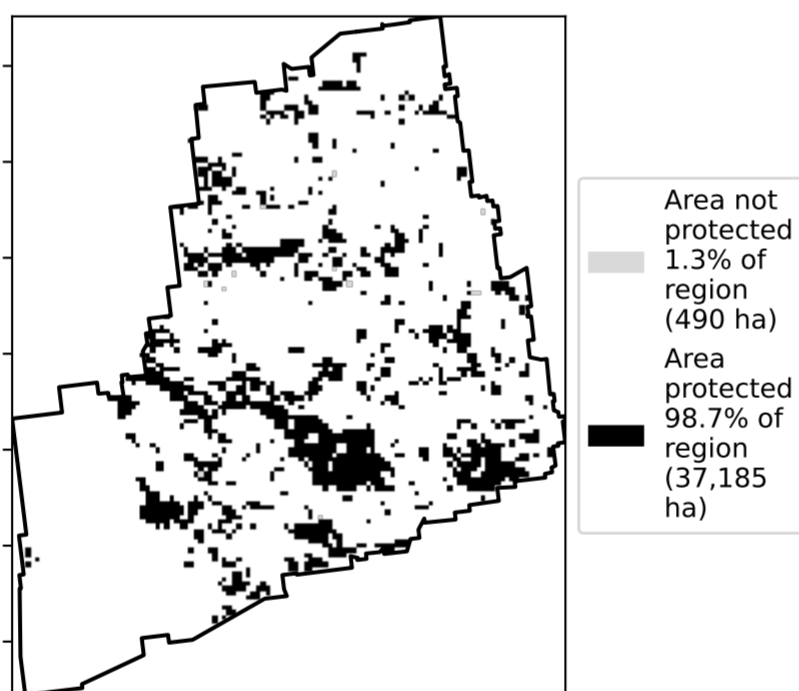 Area not
protected
1.3% of
region
(490 ha)
Area
protected
98.7% of
region
(37,185
ha)